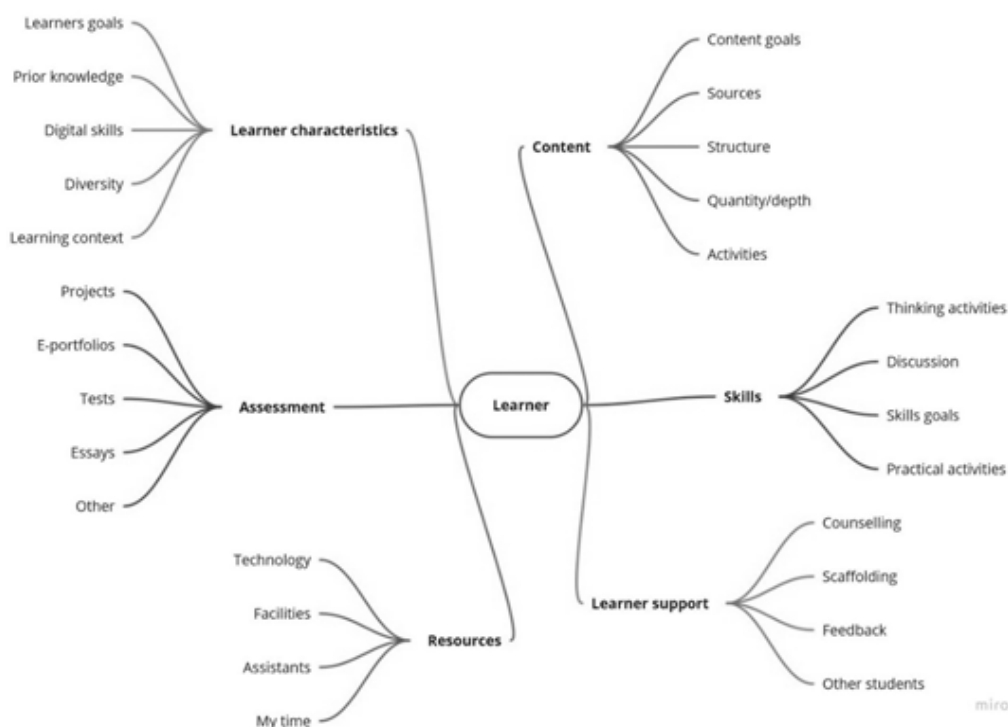 Learners goals
Prior knowledge
Digital skills
Diversity
Learning context
Learner characteristics
Projects
E-portfolios
Tests
Essays
Other
Assessment
Technology
Facilities
Assistants
My time
Resources
Learner
Content
Content goals
Sources
Structure
Quantity/depth
Activities
Skills
Thinking activities
Discussion
Skills goals
Practical activities
Learner support
Counselling
Scaffolding
Feedback
Other students
miro